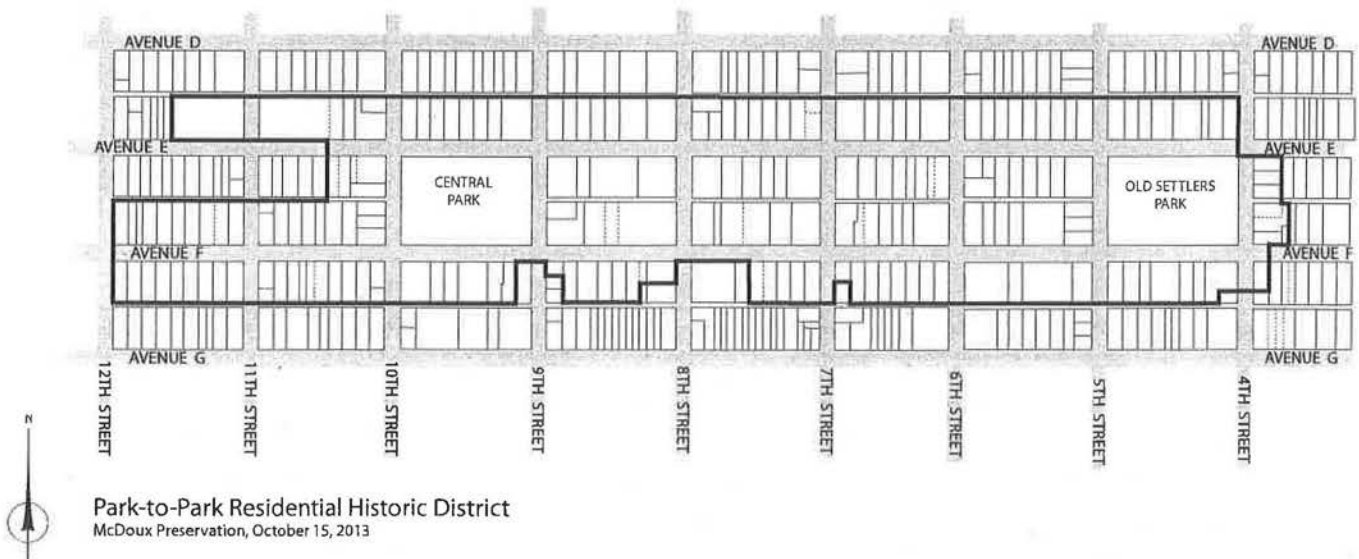 AVENUE D
AVENUE D
AVENUE E
AVENUE E
CENTRAL
PARK
OLD SETTLERS
PARK
AVENUE F
AVENUE F
AVENUE G
AVENUE G
12TH STREET
11TH STREET
10TH STREET
9TH STREET
8TH STREET
7TH STREET
6TH STREET
5TH STREET
4TH STREET
N
Park-to-Park Residential Historic District
McDoux Preservation, October 15, 2013